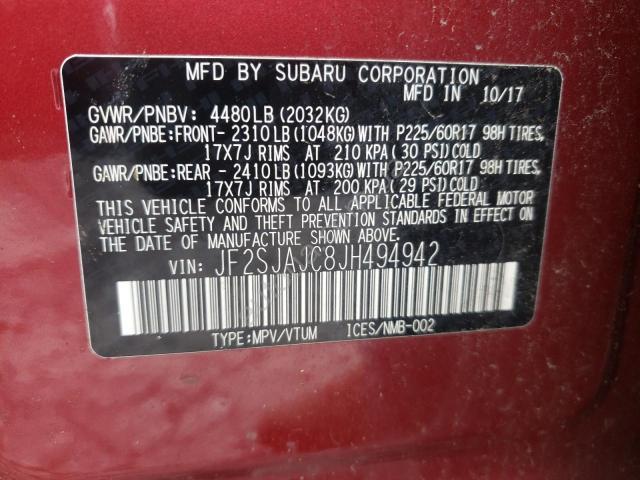 MFD BY SUBARU CORPORATION
MFD IN 10/17
GVWR/PNBV: 4480LB (2032KG)
GAWR/PNBE:FRONT- 2310LB (1048KG) WITH P225/60R17 98H TIRES,
17X7J RIMS AT 210 KPA (30 PSI) COLD
GAWR/PNBE:REAR - 2410LB (1093KG) WITH P225/60R17 98H TIRES,
17X7J RIMS AT 200 KPA (29 PSI) COLD
THIS VEHICLE CONFORMS TO ALL APPLICABLE FEDERAL MOTOR
VEHICLE SAFETY AND THEFT PREVENTION STANDARDS IN EFFECT ON
THE DATE OF MANUFACTURE SHOWN ABOVE.
VIN: JF2SJAJC8JH494942
TYPE:MPV/VTUM ICES/NMB-002